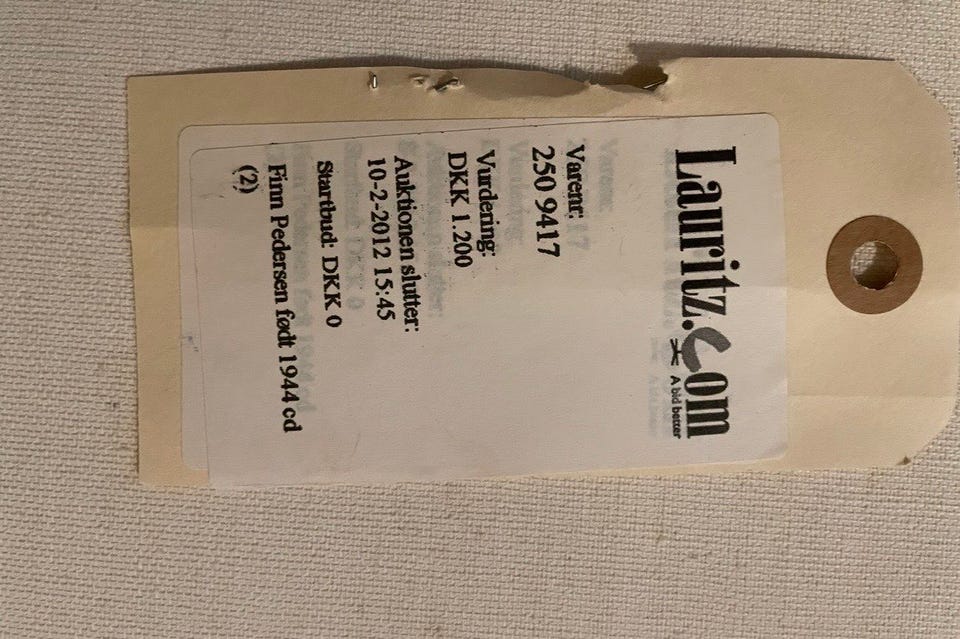 Lauritz.com
A bid better
Varenr:
250 9417
Vurdering:
DKK 1.200
Auktionen slutter:
10-2-2012 15:45
Startbud: DKK 0
Finn Pedersen født 1944 cd
(2)